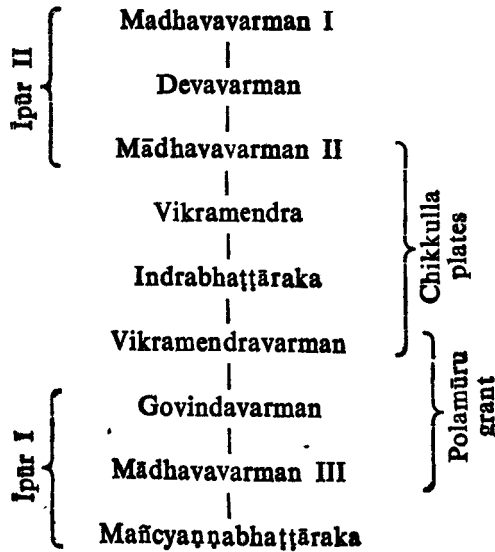 Madhavavarman I
Īpūr II
Devavarman
Mādhavavarman II
Vikramendra
Chikkulla
plates
Indrabhaṭṭāraka
Vikramendravarman
Govindavarman
Polamūru
grant
Īpūr I
Mādhavavarman III
Mañcyaṇṇabhaṭṭāraka